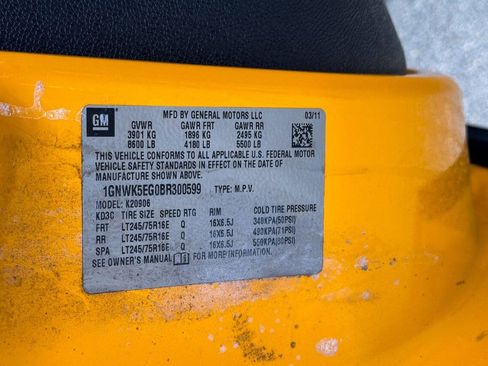 MFD BY GENERAL MOTORS LLC 03/11
GM
GVWR GAWR FRT GAWR RR
3901 KG 1896 KG 2495 KG
8600 LB 4180 LB 5500 LB
THIS VEHICLE CONFORMS TO ALL APPLICABLE U.S. FEDERAL MOTOR
VEHICLE SAFETY STANDARDS IN EFFECT ON THE DATE OF
MANUFACTURE SHOWN ABOVE.
1GNWK5EG0BR300599 TYPE: M.P.V.
MODEL: K20906
KD3C TIRE SIZE SPEED RTG RIM COLD TIRE PRESSURE
FRT LT245/75R16E Q 16X6.5J 340KPA(50PSI)
RR LT245/75R16E Q 16X6.5J 490KPA(71PSI)
SPA LT245/75R16E Q 16X6.5J 550KPA(80PSI)
SEE OWNER'S MANUAL FOR MORE INFORMATION.